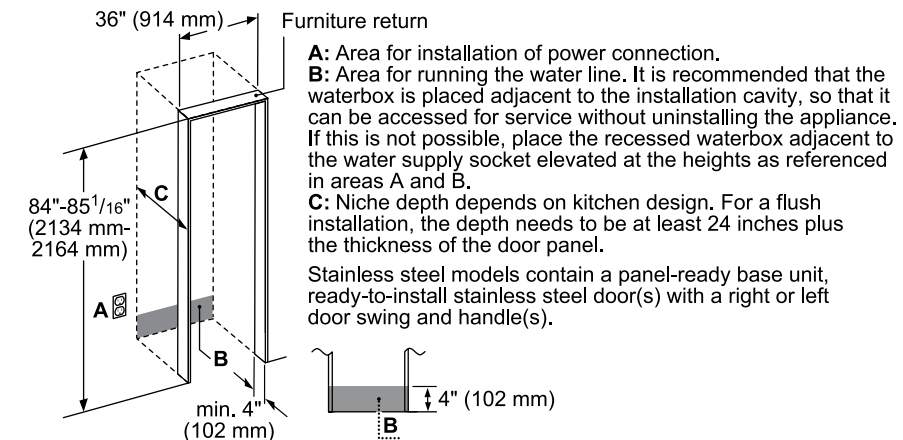 36" (914 mm)
Furniture return
A: Area for installation of power connection.
B: Area for running the water line. It is recommended that the
waterbox is placed adjacent to the installation cavity, so that it
can be accessed for service without uninstalling the appliance.
If this is not possible, place the recessed waterbox adjacent to
the water supply socket elevated at the heights as referenced
in areas A and B.
C: Niche depth depends on kitchen design. For a flush
installation, the depth needs to be at least 24 inches plus
the thickness of the door panel.
Stainless steel models contain a panel-ready base unit,
ready-to-install stainless steel door(s) with a right or left
door swing and handle(s).
C
84"-85 1/16"
(2134 mm-
2164 mm)
A
B
min. 4"
(102 mm)
4" (102 mm)
B